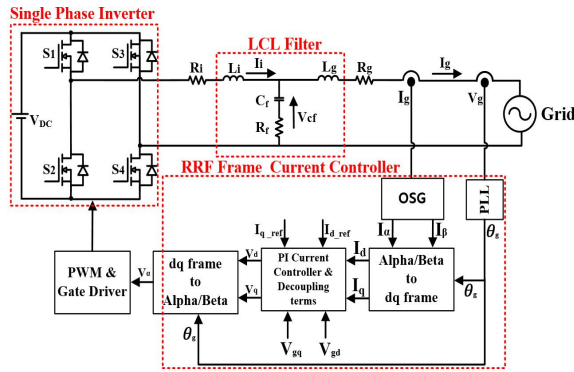 Single Phase Inverter
LCL Filter
S1
S3
Ri
Li
Ii
Lg
Rg
Ig
Cf
Vcf
Rf
Ig
Vg
VDC
Grid
S2
S4
RRF Frame Current Controller
OSG
PLL
Iq_ref
Id_ref
Iα
Iβ
θg
PWM &
Gate Driver
Vα
dq frame
to
Alpha/Beta
Vd
Vq
PI Current
Controller &
Decoupling
terms
Id
Iq
Alpha/Beta
to
dq frame
θg
θg
Vgq
Vgd